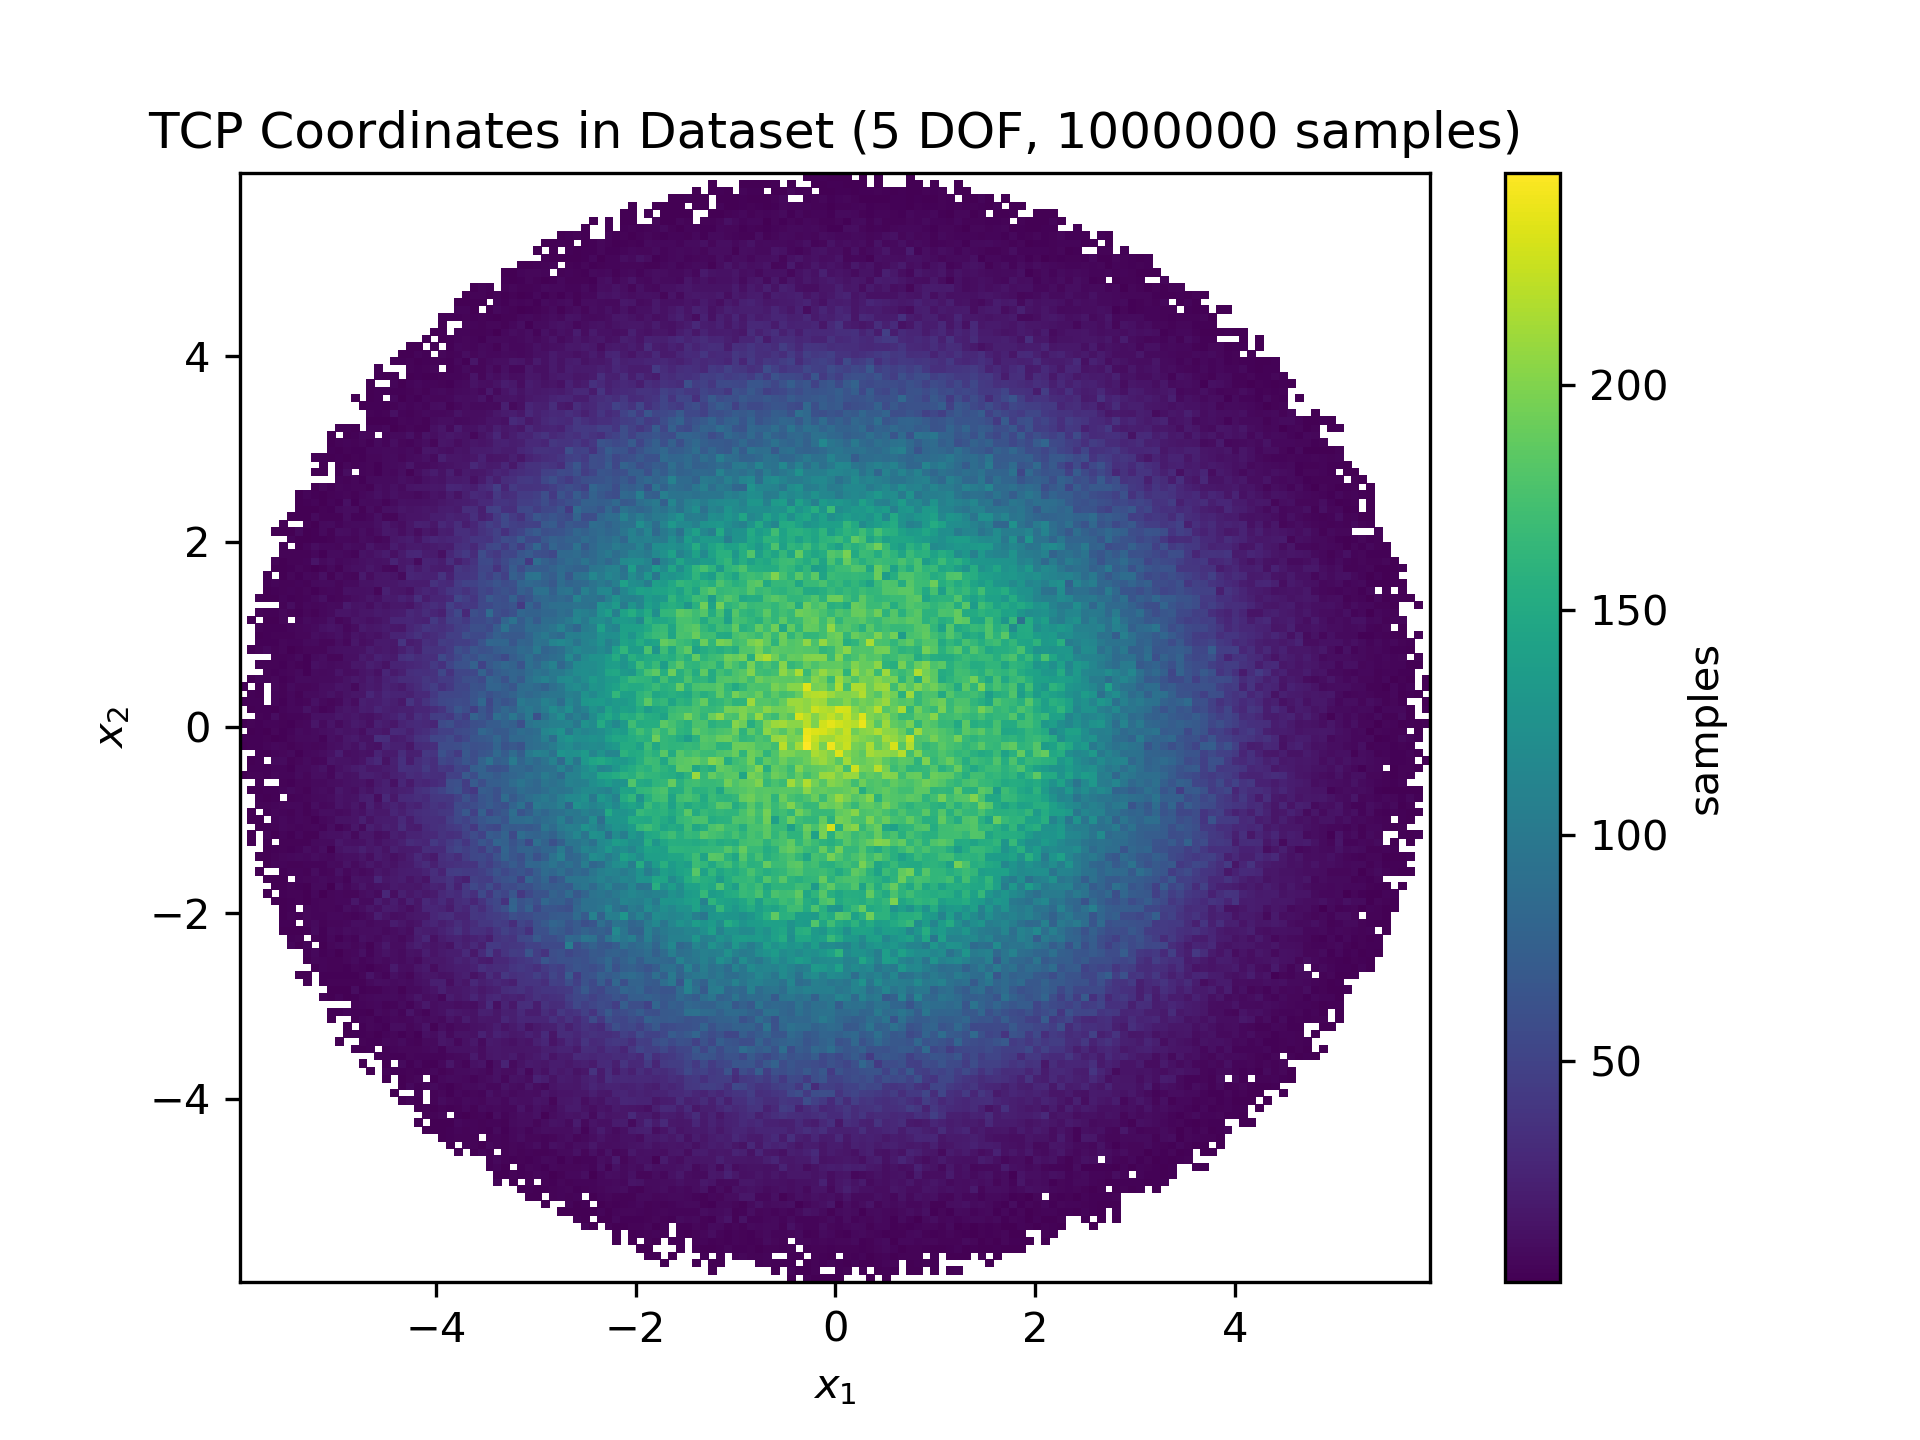 TCP Coordinates in Dataset (5 DOF, 1000000 samples)
4
2
0
−2
−4
x₂
−4 −2 0 2 4
x₁
200
150
100
50
samples